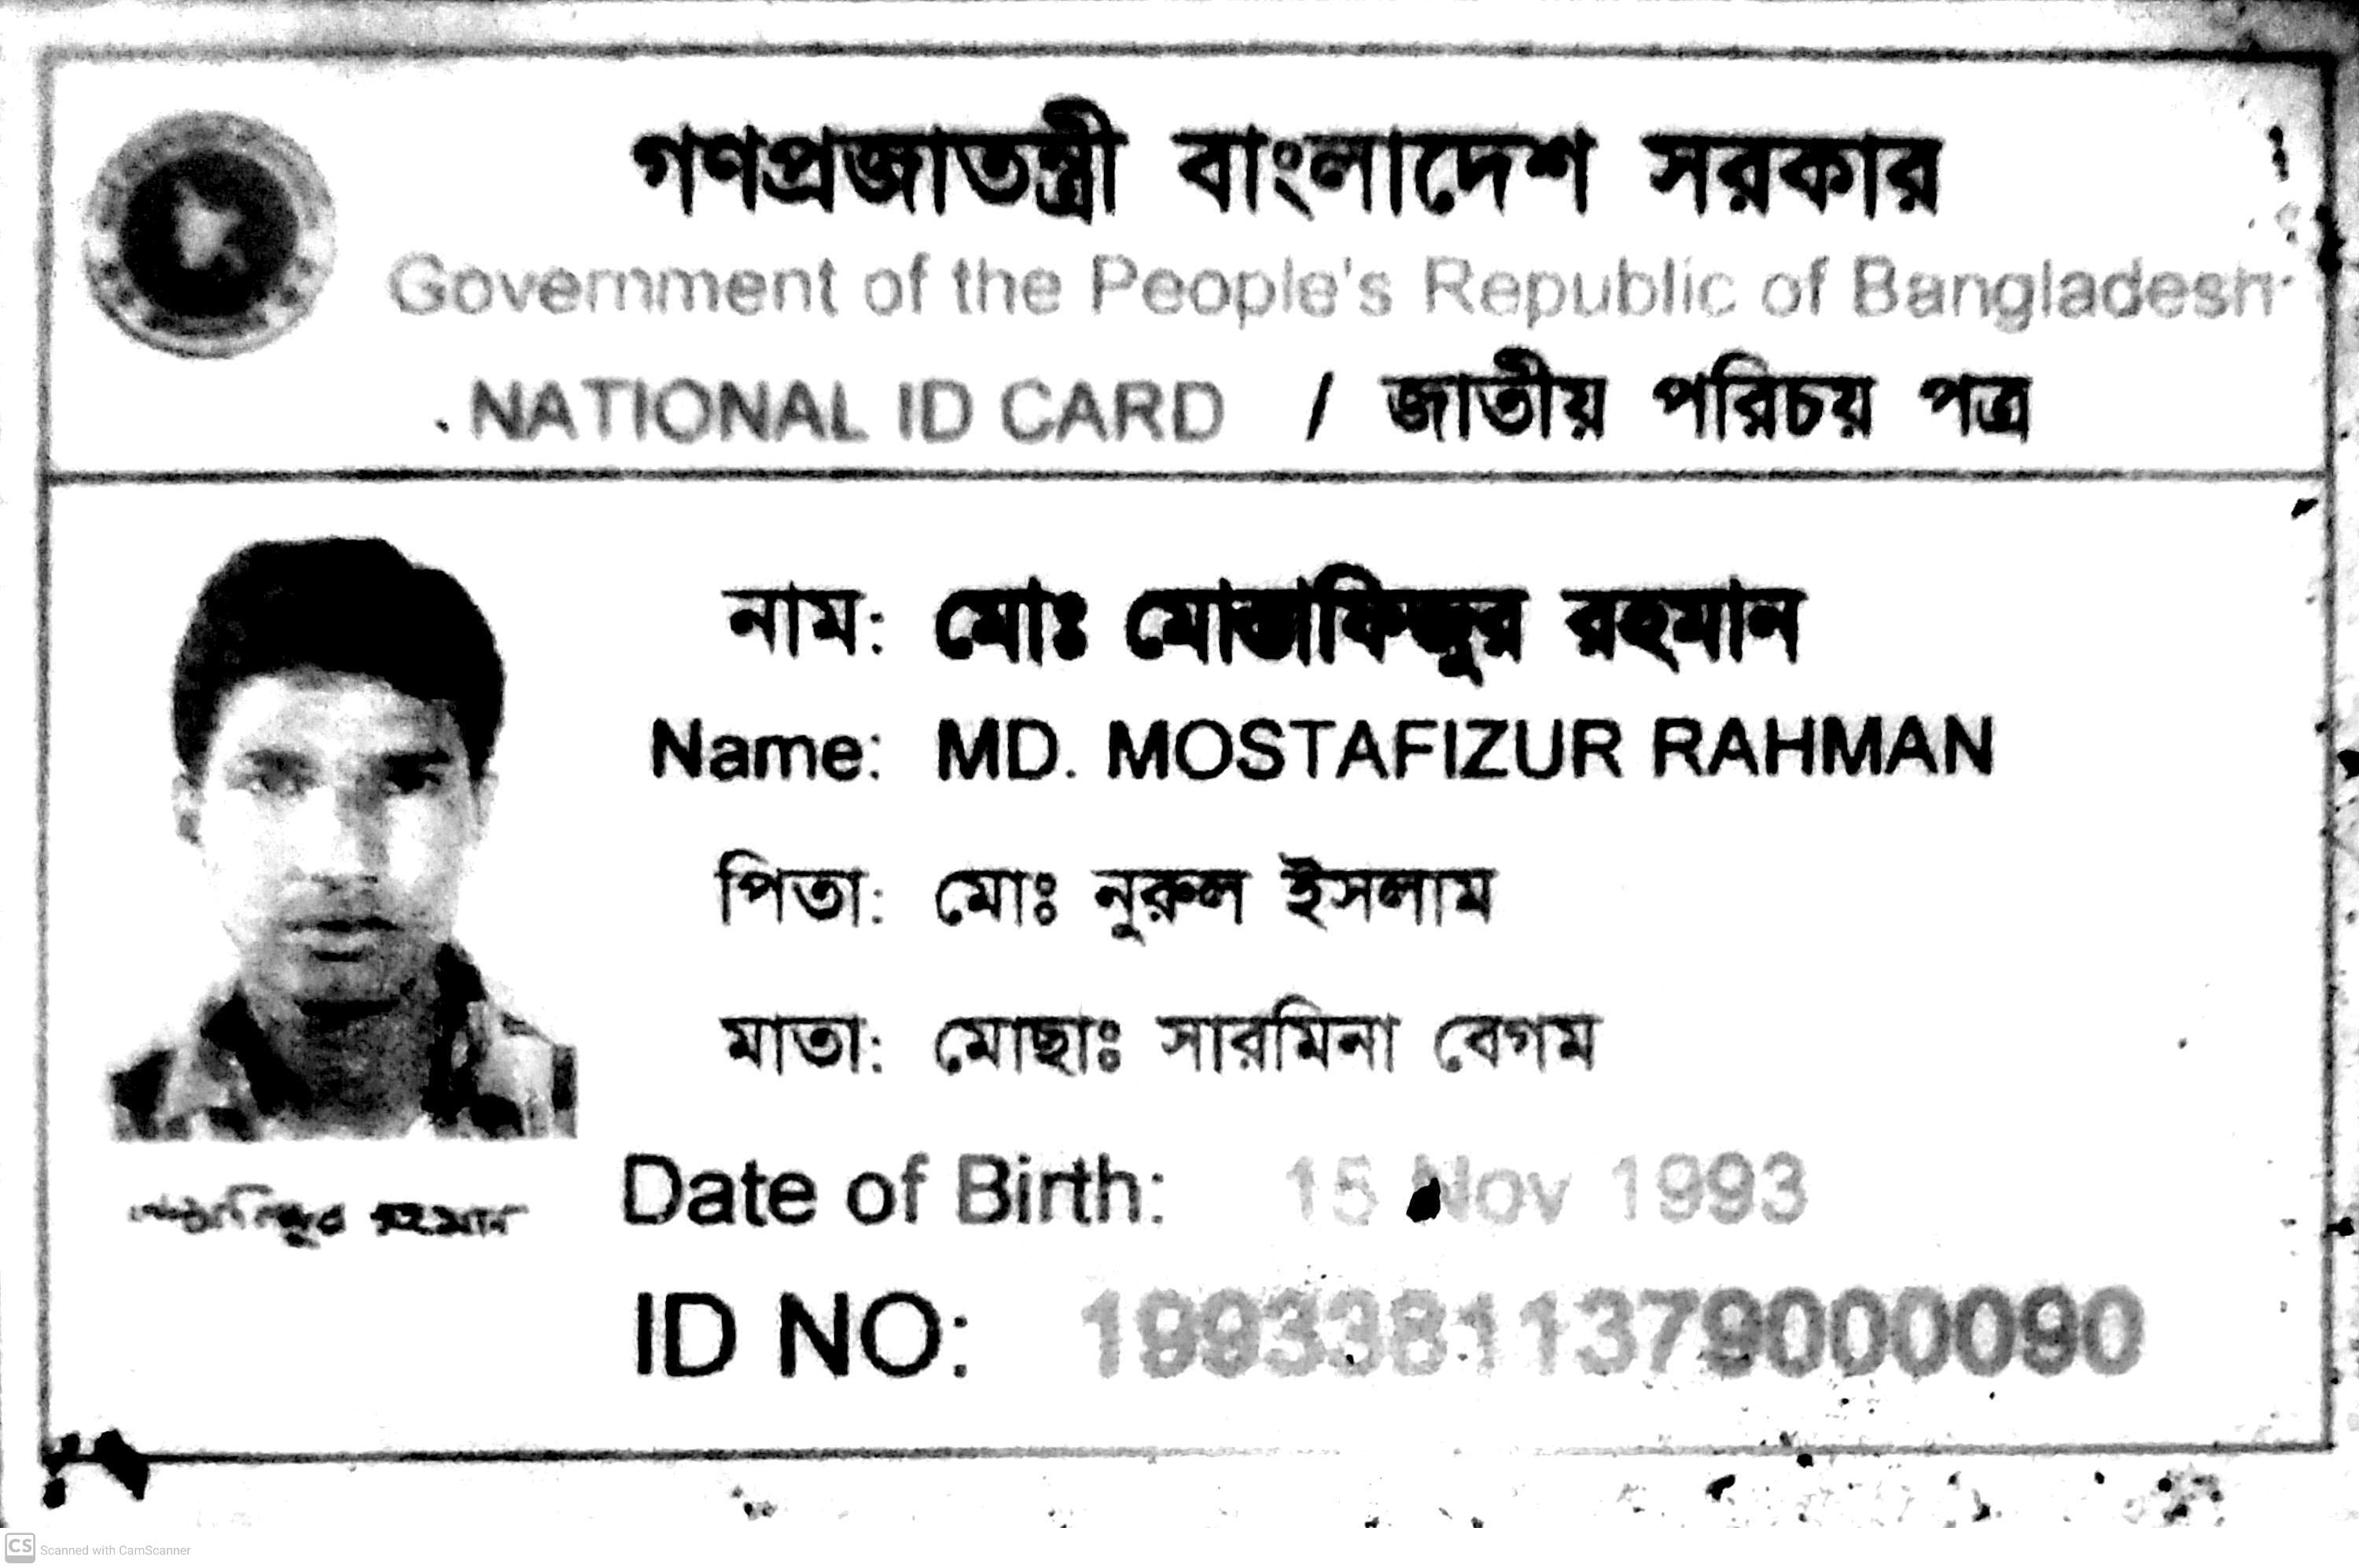 গণপ্রজাতন্ত্রী বাংলাদেশ সরকার
Government of the People's Republic of Bangladesh
NATIONAL ID CARD / জাতীয় পরিচয় পত্র
নাম: মোঃ মোস্তাফিজুর রহমান
Name: MD. MOSTAFIZUR RAHMAN
পিতা: মোঃ নুরুল ইসলাম
মাতা: মোছাঃ সারমিনা বেগম
Date of Birth: 15 Nov 1993
ID NO: 19933811379000090
CS Scanned with CamScanner